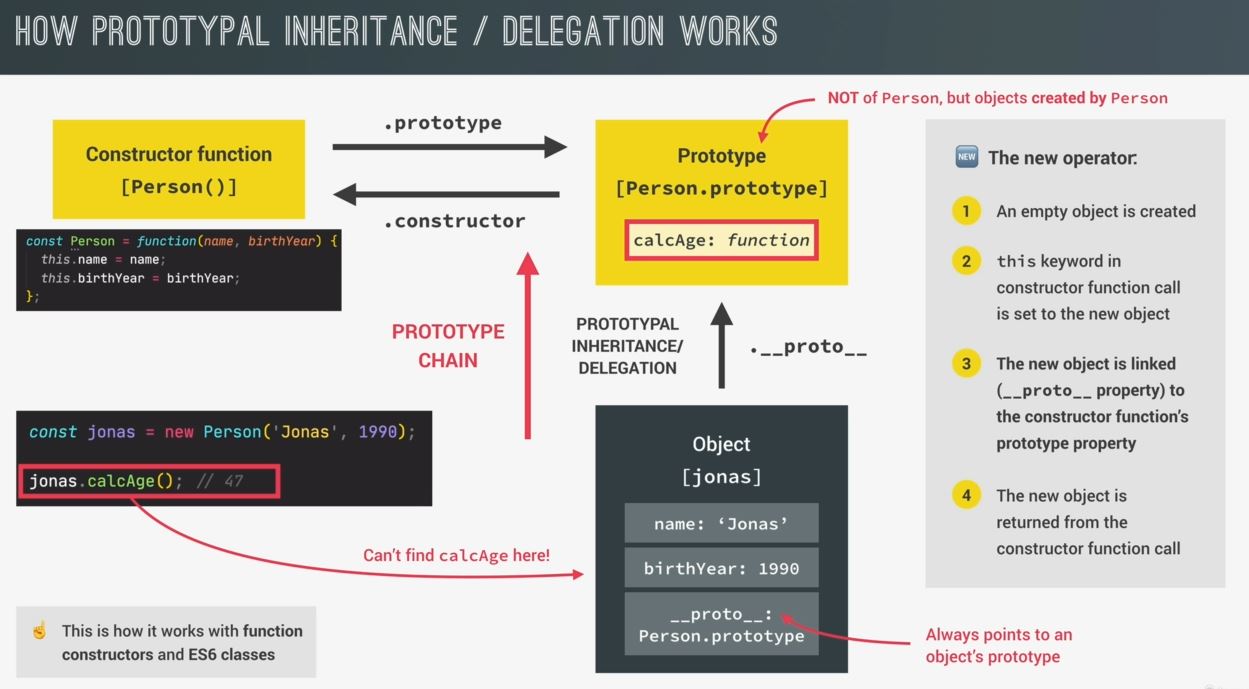 HOW PROTOTYPAL INHERITANCE / DELEGATION WORKS
NOT of Person, but objects created by Person
Constructor function
[Person()]
.prototype
.constructor
Prototype
[Person.prototype]
calcAge: function
const Person = function(name, birthYear) {
this.name = name;
this.birthYear = birthYear;
};
PROTOTYPE
CHAIN
PROTOTYPAL
INHERITANCE/
DELEGATION
.__proto__
const jonas = new Person('Jonas', 1990);
jonas.calcAge(); // 47
Can't find calcAge here!
Object
[jonas]
name: ‘Jonas’
birthYear: 1990
__proto__:
Person.prototype
Always points to an
object's prototype
NEW The new operator:
1 An empty object is created
2 this keyword in
constructor function call
is set to the new object
3 The new object is linked
(__proto__ property) to
the constructor function's
prototype property
4 The new object is
returned from the
constructor function call
☝ This is how it works with function
constructors and ES6 classes